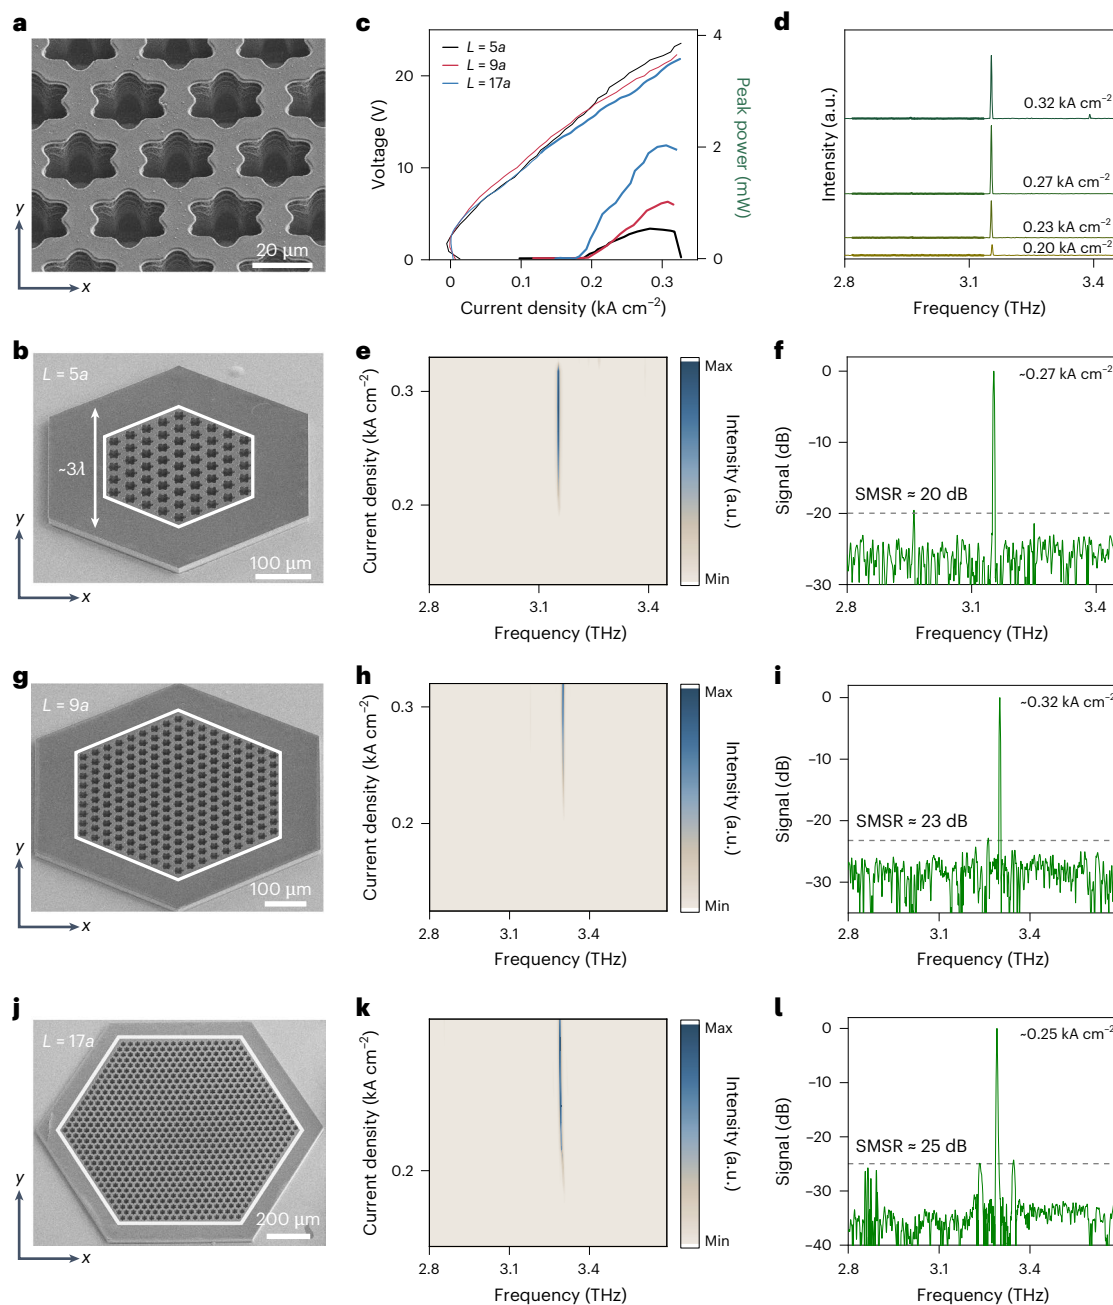 a
y
x
20 μm
c
L = 5a
L = 9a
L = 17a
Voltage (V)
20
10
0
0
0.1
0.2
0.3
Current density (kA cm⁻²)
4
2
0
Peak power (mW)
d
Intensity (a.u.)
0.32 kA cm⁻²
0.27 kA cm⁻²
0.23 kA cm⁻²
0.20 kA cm⁻²
2.8
3.1
3.4
Frequency (THz)
b
L = 5a
~3λ
100 μm
y
x
e
Current density (kA cm⁻²)
0.3
0.2
2.8
3.1
3.4
Frequency (THz)
Max
Min
Intensity (a.u.)
f
~0.27 kA cm⁻²
Signal (dB)
0
−10
−20
−30
SMSR ≈ 20 dB
2.8
3.1
3.4
Frequency (THz)
g
L = 9a
100 μm
y
x
h
Current density (kA cm⁻²)
0.3
0.2
2.8
3.1
3.4
Frequency (THz)
Max
Min
Intensity (a.u.)
i
~0.32 kA cm⁻²
Signal (dB)
0
−10
−20
−30
SMSR ≈ 23 dB
2.8
3.1
3.4
Frequency (THz)
j
L = 17a
200 μm
y
x
k
Current density (kA cm⁻²)
0.2
2.8
3.1
3.4
Frequency (THz)
Max
Min
Intensity (a.u.)
l
~0.25 kA cm⁻²
Signal (dB)
0
−10
−20
−30
−40
SMSR ≈ 25 dB
2.8
3.1
3.4
Frequency (THz)